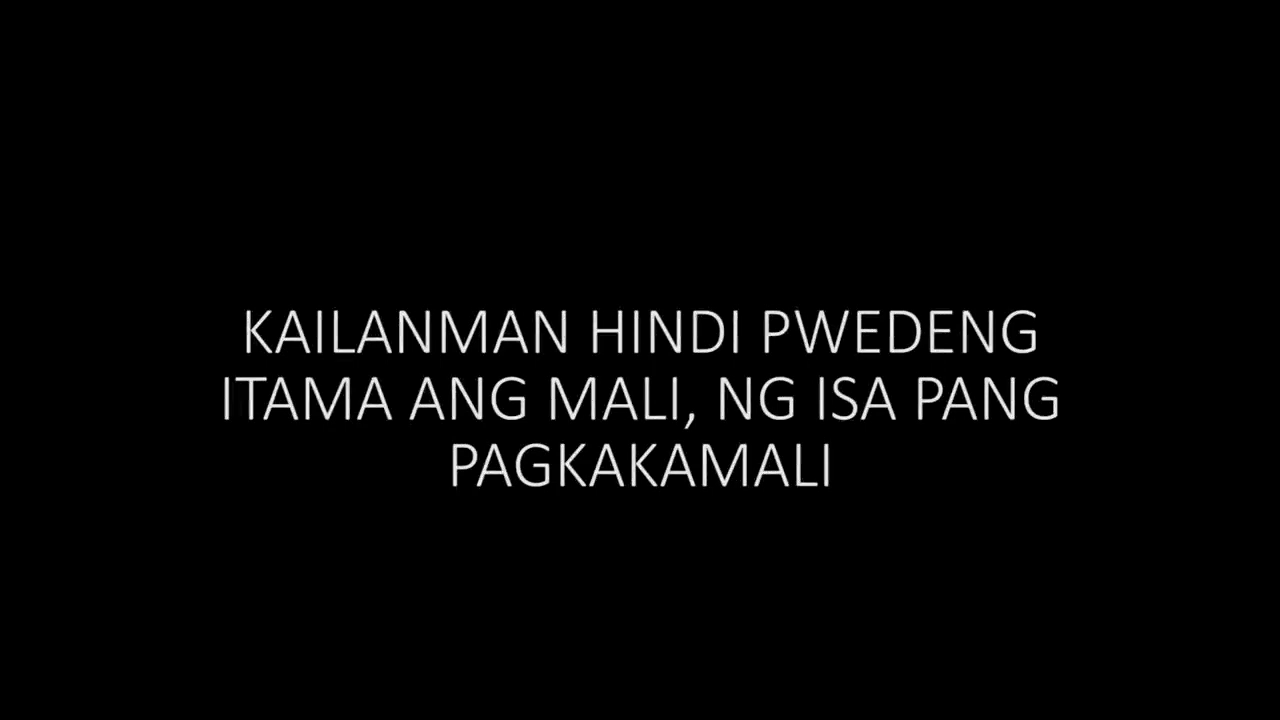 KAILANMAN HINDI PWEDENG
ITAMA ANG MALI, NG ISA PANG
PAGKAKAMALI